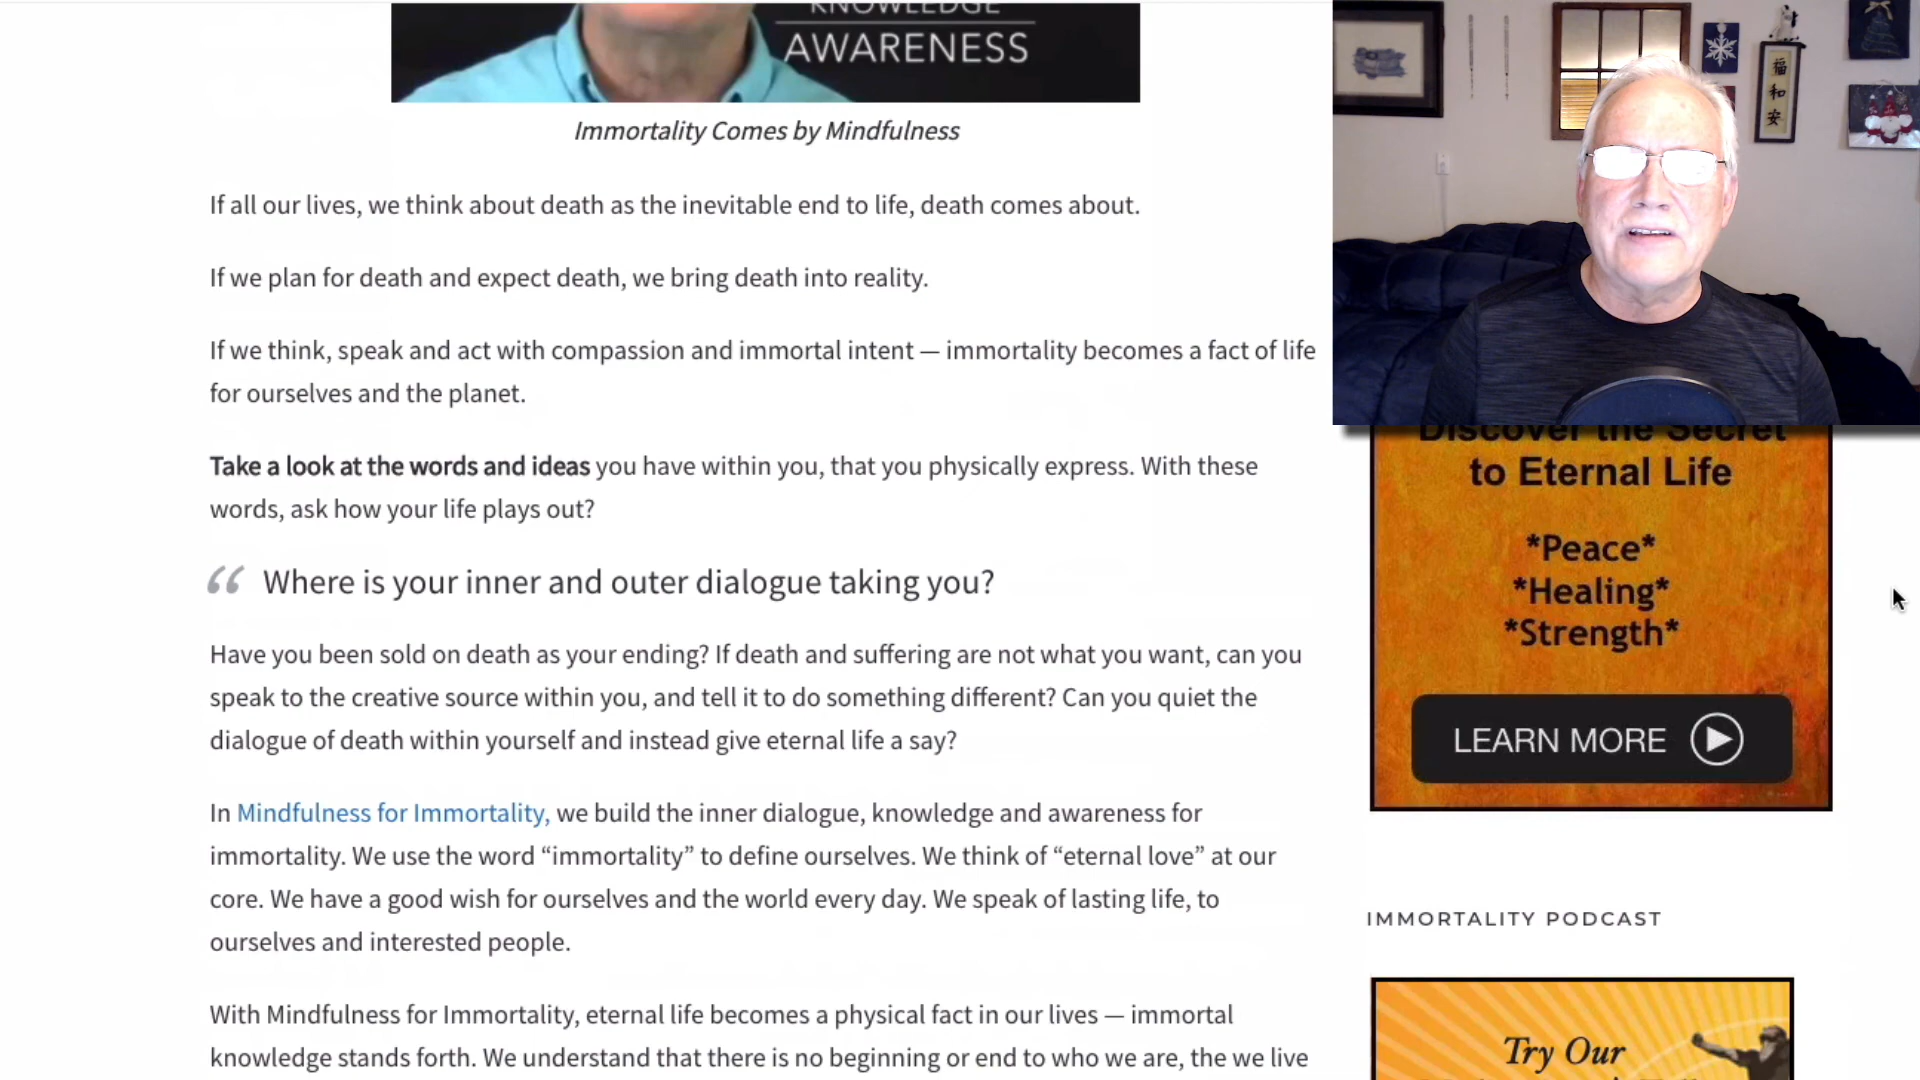 KNOWLEDGE
AWARENESS
Immortality Comes by Mindfulness
If all our lives, we think about death as the inevitable end to life, death comes about.
If we plan for death and expect death, we bring death into reality.
If we think, speak and act with compassion and immortal intent — immortality becomes a fact of life
for ourselves and the planet.
Take a look at the words and ideas you have within you, that you physically express. With these
words, ask how your life plays out?
“ Where is your inner and outer dialogue taking you?
Have you been sold on death as your ending? If death and suffering are not what you want, can you
speak to the creative source within you, and tell it to do something different? Can you quiet the
dialogue of death within yourself and instead give eternal life a say?
In Mindfulness for Immortality, we build the inner dialogue, knowledge and awareness for
immortality. We use the word “immortality” to define ourselves. We think of “eternal love” at our
core. We have a good wish for ourselves and the world every day. We speak of lasting life, to
ourselves and interested people.
With Mindfulness for Immortality, eternal life becomes a physical fact in our lives — immortal
knowledge stands forth. We understand that there is no beginning or end to who we are, the we live
福
和
安
Discover the Secret
to Eternal Life
*Peace*
*Healing*
*Strength*
LEARN MORE
IMMORTALITY PODCAST
Try Our